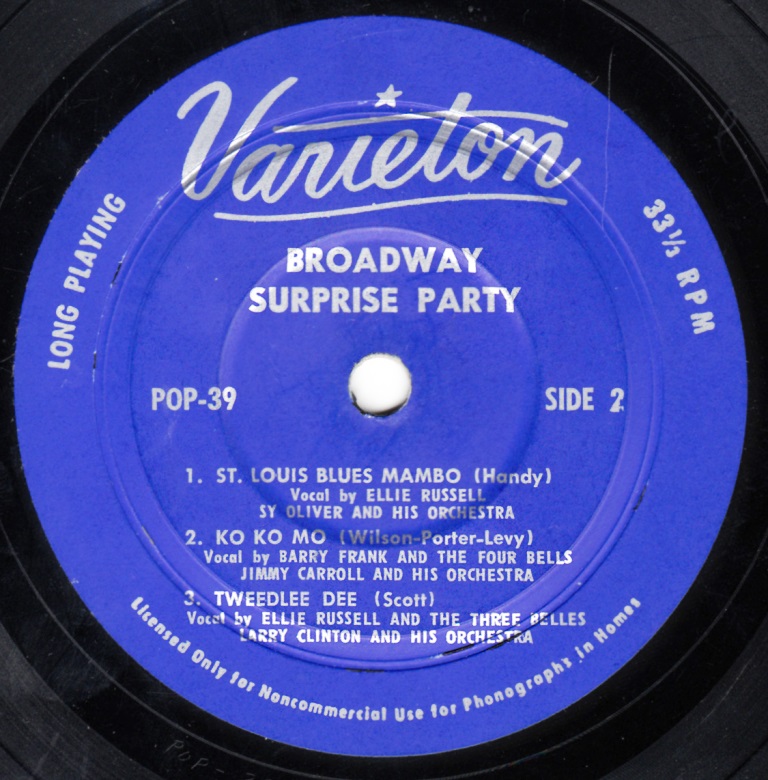 Varieton
BROADWAY
SURPRISE PARTY
LONG PLAYING
33⅓ RPM
POP-39
SIDE 2
1. ST. LOUIS BLUES MAMBO (Handy)
Vocal by ELLIE RUSSELL
SY OLIVER AND HIS ORCHESTRA
2. KO KO MO (Wilson-Porter-Levy)
Vocal by BARRY FRANK AND THE FOUR BELLS
JIMMY CARROLL AND HIS ORCHESTRA
3. TWEEDLEE DEE (Scott)
Vocal by ELLIE RUSSELL AND THE THREE BELLES
LARRY CLINTON AND HIS ORCHESTRA
Licensed Only for Noncommercial Use for Phonographs in Homes
POP-